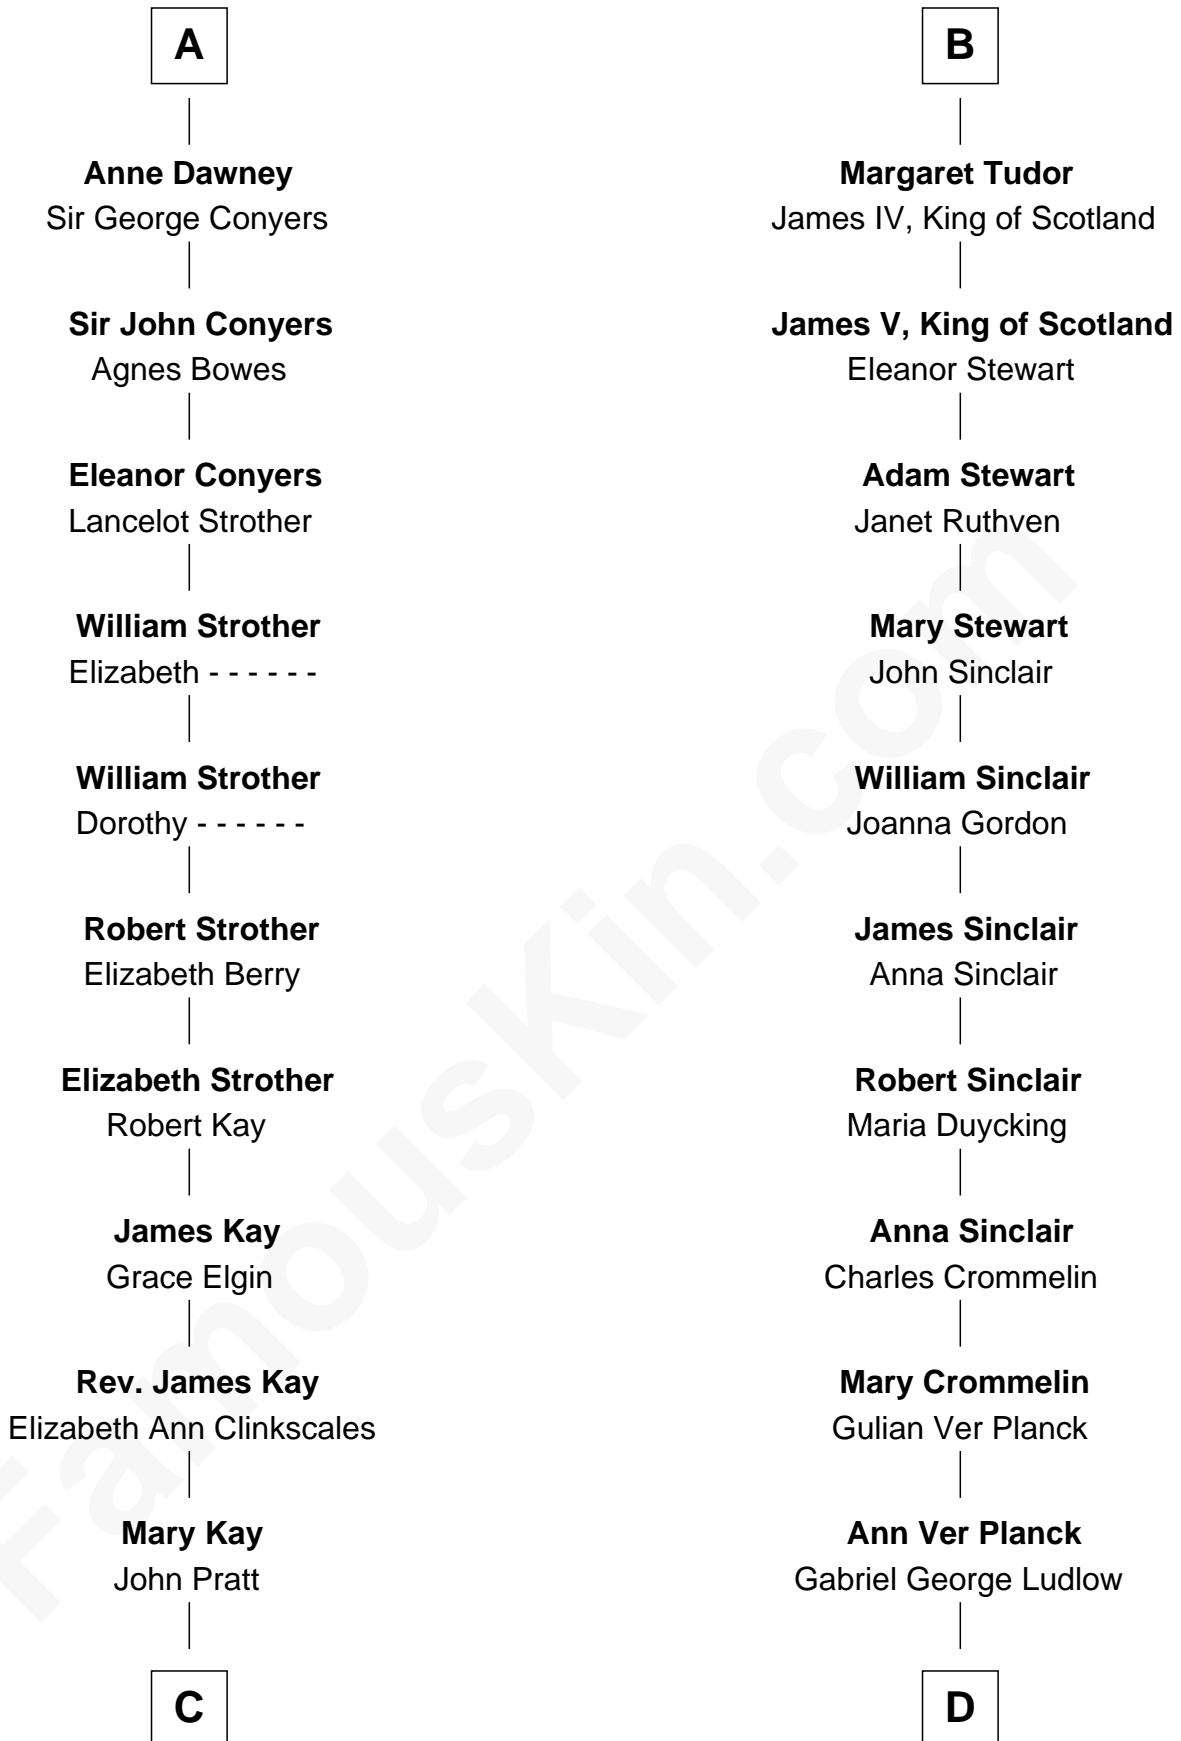 A
Anne Dawney
Sir George Conyers
Sir John Conyers
Agnes Bowes
Eleanor Conyers
Lancelot Strother
William Strother
Elizabeth - - - - - -
William Strother
Dorothy - - - - - -
Robert Strother
Elizabeth Berry
Elizabeth Strother
Robert Kay
James Kay
Grace Elgin
Rev. James Kay
Elizabeth Ann Clinkscales
Mary Kay
John Pratt
C
B
Margaret Tudor
James IV, King of Scotland
James V, King of Scotland
Eleanor Stewart
Adam Stewart
Janet Ruthven
Mary Stewart
John Sinclair
William Sinclair
Joanna Gordon
James Sinclair
Anna Sinclair
Robert Sinclair
Maria Duycking
Anna Sinclair
Charles Crommelin
Mary Crommelin
Gulian Ver Planck
Ann Ver Planck
Gabriel George Ludlow
D
FamousKin.com